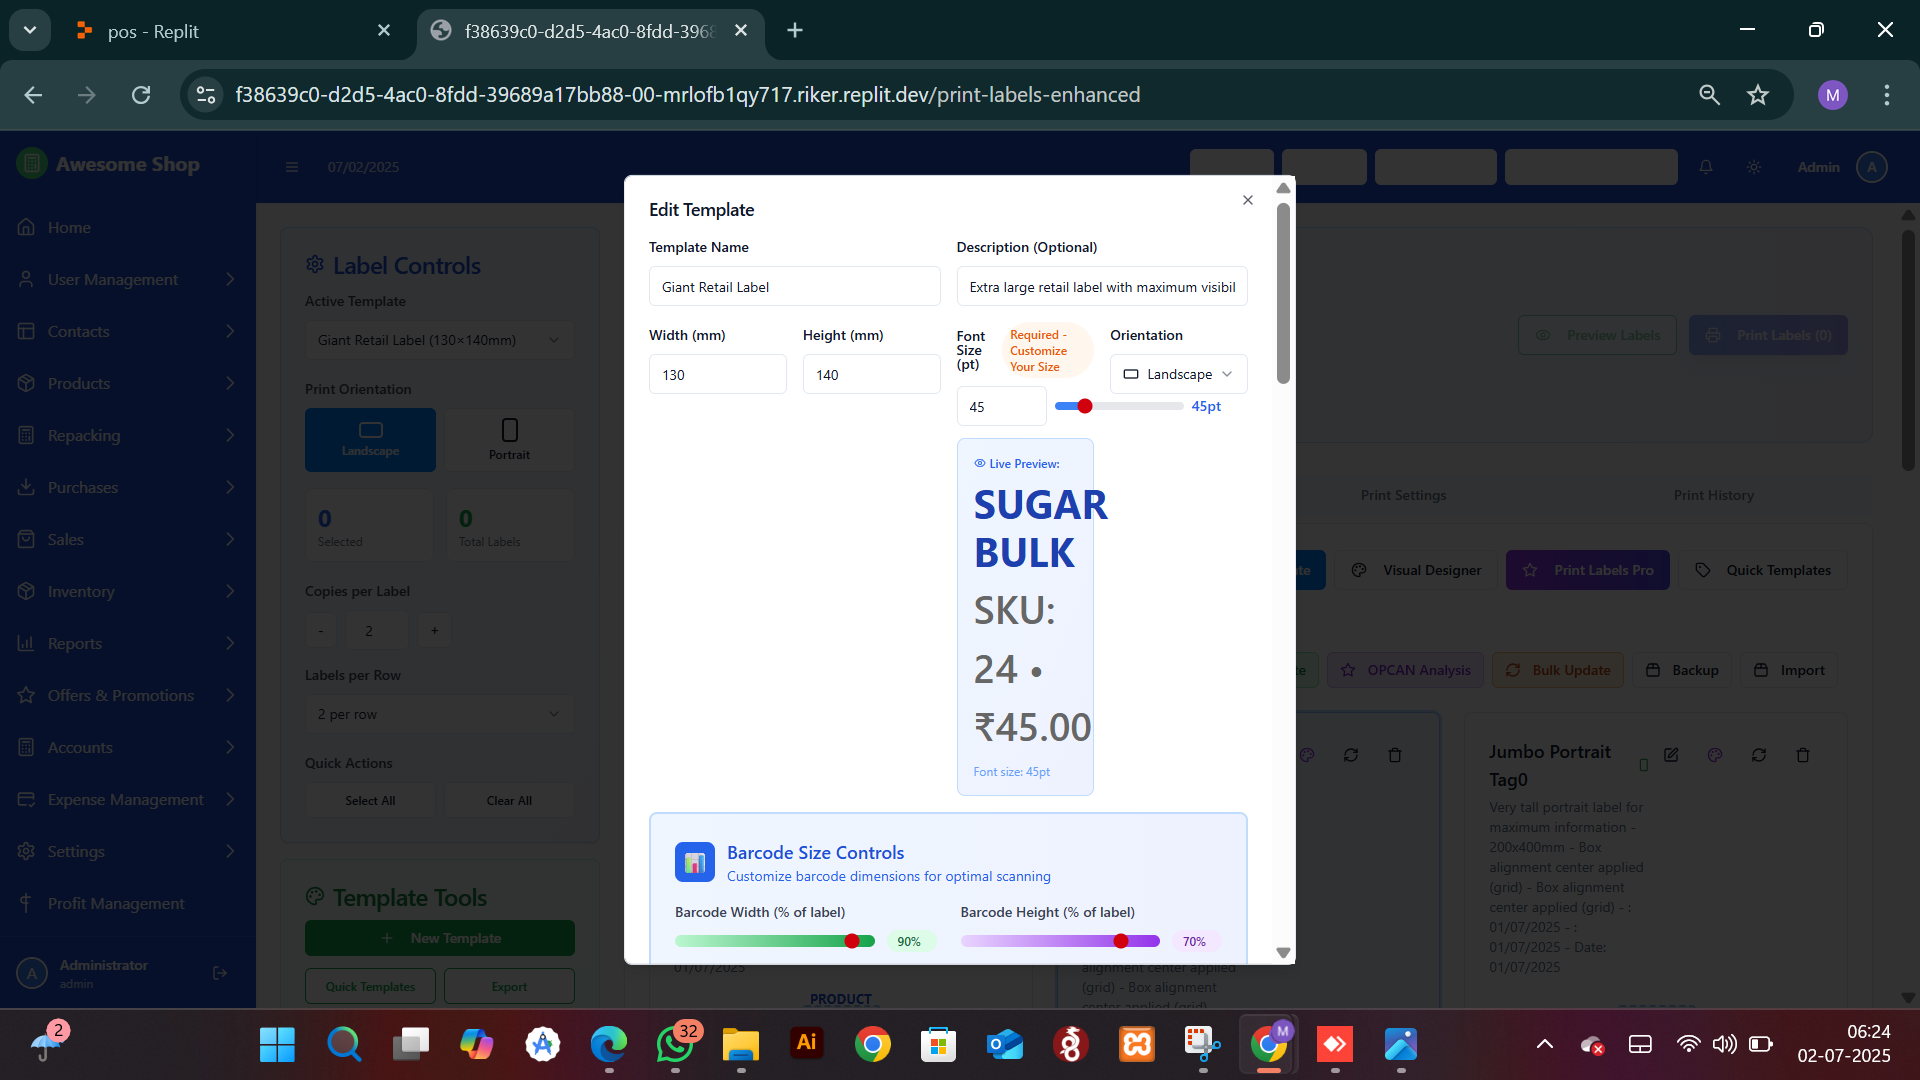 pos - Replit
f38639c0-d2d5-4ac0-8fdd-396
f38639c0-d2d5-4ac0-8fdd-39689a17bb88-00-mrlofb1qy717.riker.replit.dev/print-labels-enhanced
M
Awesome Shop
07/02/2025
Admin
A
Home
User Management
Contacts
Products
Repacking
Purchases
Sales
Inventory
Reports
Offers & Promotions
Accounts
Expense Management
Settings
Profit Management
A
Administrator
admin
Label Controls
Active Template
Giant Retail Label (130×140mm)
Print Orientation
Landscape
Portrait
0
Selected
0
Total Labels
Copies per Label
-
2
+
Labels per Row
2 per row
Quick Actions
Select All
Clear All
Template Tools
+ New Template
Quick Templates
Export
Edit Template
Template Name
Giant Retail Label
Description (Optional)
Extra large retail label with maximum visibil
Width (mm)
130
Height (mm)
140
Font Size (pt)
Required - Customize Your Size
45
45pt
Orientation
Landscape
Live Preview:
SUGAR
BULK
SKU:
24 •
₹45.00
Font size: 45pt
Barcode Size Controls
Customize barcode dimensions for optimal scanning
Barcode Width (% of label)
90%
Barcode Height (% of label)
70%
Preview Labels
Print Labels (0)
Print Settings
Print History
Visual Designer
Print Labels Pro
Quick Templates
OPCAN Analysis
Bulk Update
Backup
Import
Jumbo Portrait
Tag0
Very tall portrait label for
maximum information -
200x400mm - Box
alignment center applied
(grid) - Box alignment
center applied (grid) - :
01/07/2025 - :
01/07/2025 - Date:
01/07/2025
01/07/2025
PRODUCT
alignment center applied
(grid) - Box alignment
center applied (grid)
2
32
Ai
M
06:24
02-07-2025